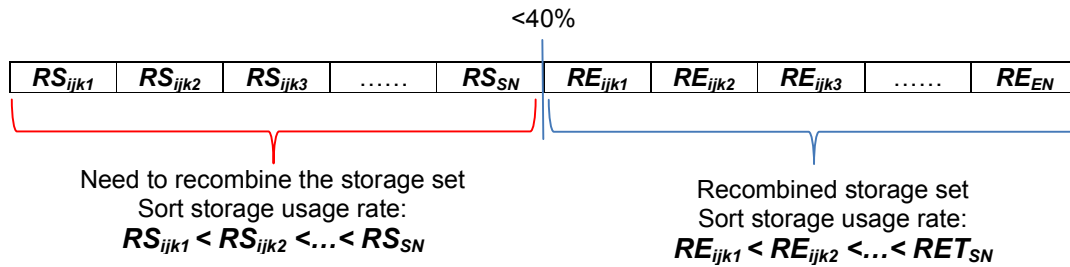 <40%
RSijk1 RSijk2 RSijk3 ...... RSSN REijk1 REijk2 REijk3 ...... REEN
Need to recombine the storage set
Sort storage usage rate:
RSijk1 < RSijk2 <...< RSSN
Recombined storage set
Sort storage usage rate:
REijk1 < REijk2 <...< RETSN